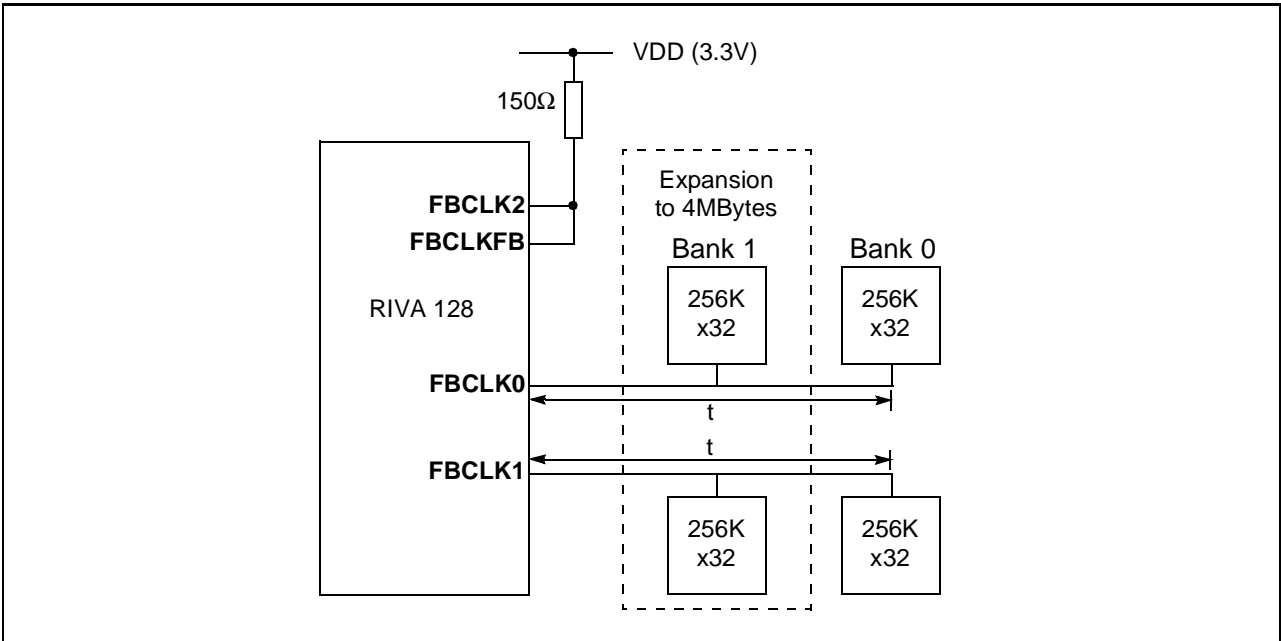 VDD (3.3V)
150Ω
Expansion
to 4MBytes
FBCLK2
FBCLKFB
Bank 1
Bank 0
RIVA 128
256K
x32
256K
x32
FBCLK0
t
t
FBCLK1
256K
x32
256K
x32